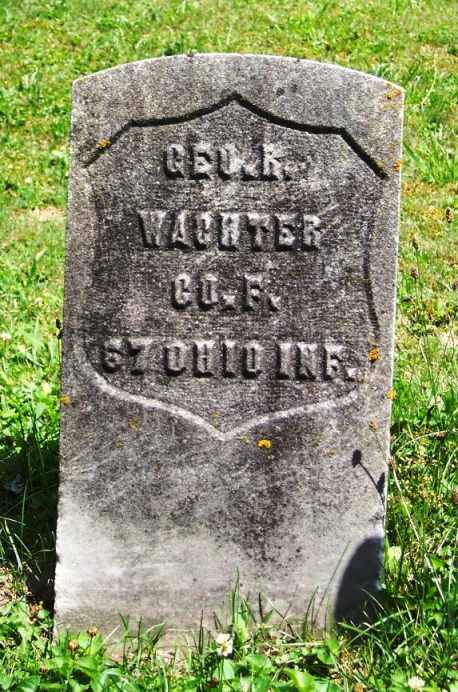 GEO.R.
WACHTER
CO.F.
67 OHIO INF.